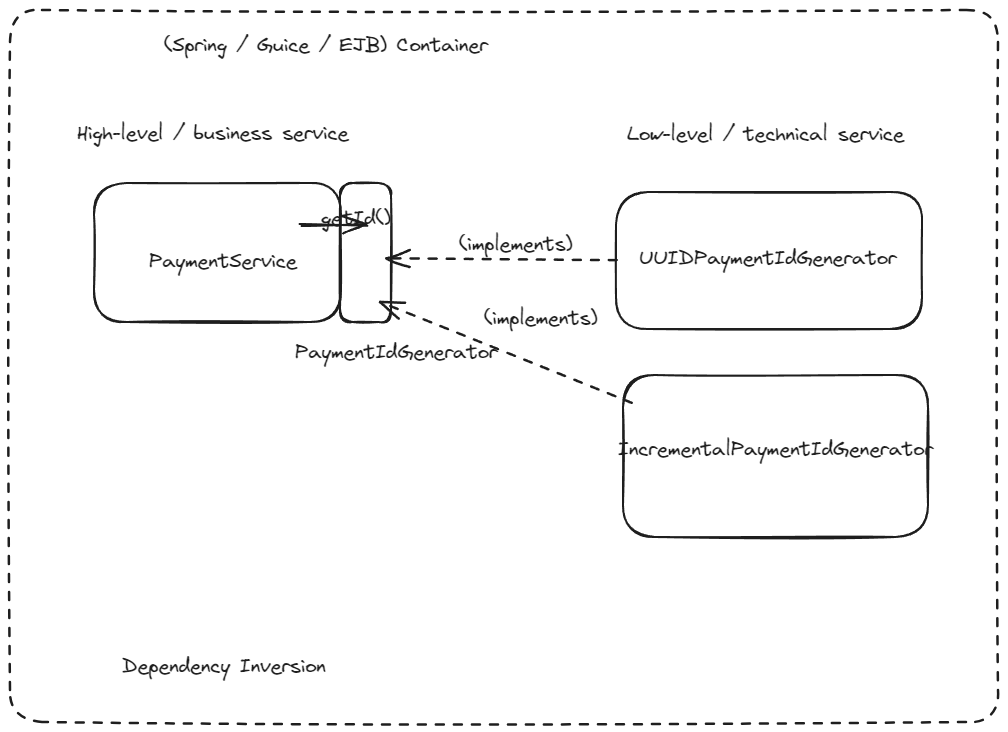 (Spring / Guice / EJB) Container
High-level / business service
Low-level / technical service
getId()
(implements)
PaymentService
UUIDPaymentIdGenerator
(implements)
PaymentIdGenerator
IncrementalPaymentIdGenerator
Dependency Inversion